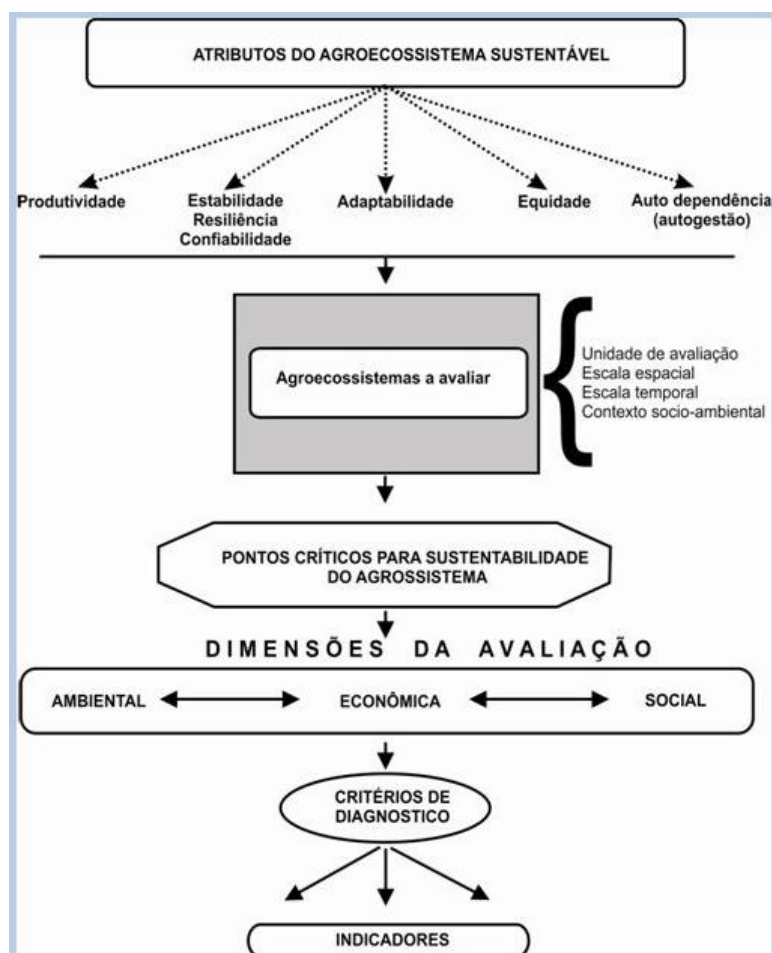 ATRIBUTOS DO AGROECOSSISTEMA SUSTENTÁVEL
Produtividade
Estabilidade
Resiliência
Confiabilidade
Adaptabilidade
Equidade
Auto dependência
(autogestão)
Agroecossistemas a avaliar
Unidade de avaliação
Escala espacial
Escala temporal
Contexto socio-ambiental
PONTOS CRÍTICOS PARA SUSTENTABILIDADE
DO AGROSSISTEMA
DIMENSÕES DA AVALIAÇÃO
AMBIENTAL
ECONÔMICA
SOCIAL
CRITÉRIOS DE
DIAGNOSTICO
INDICADORES